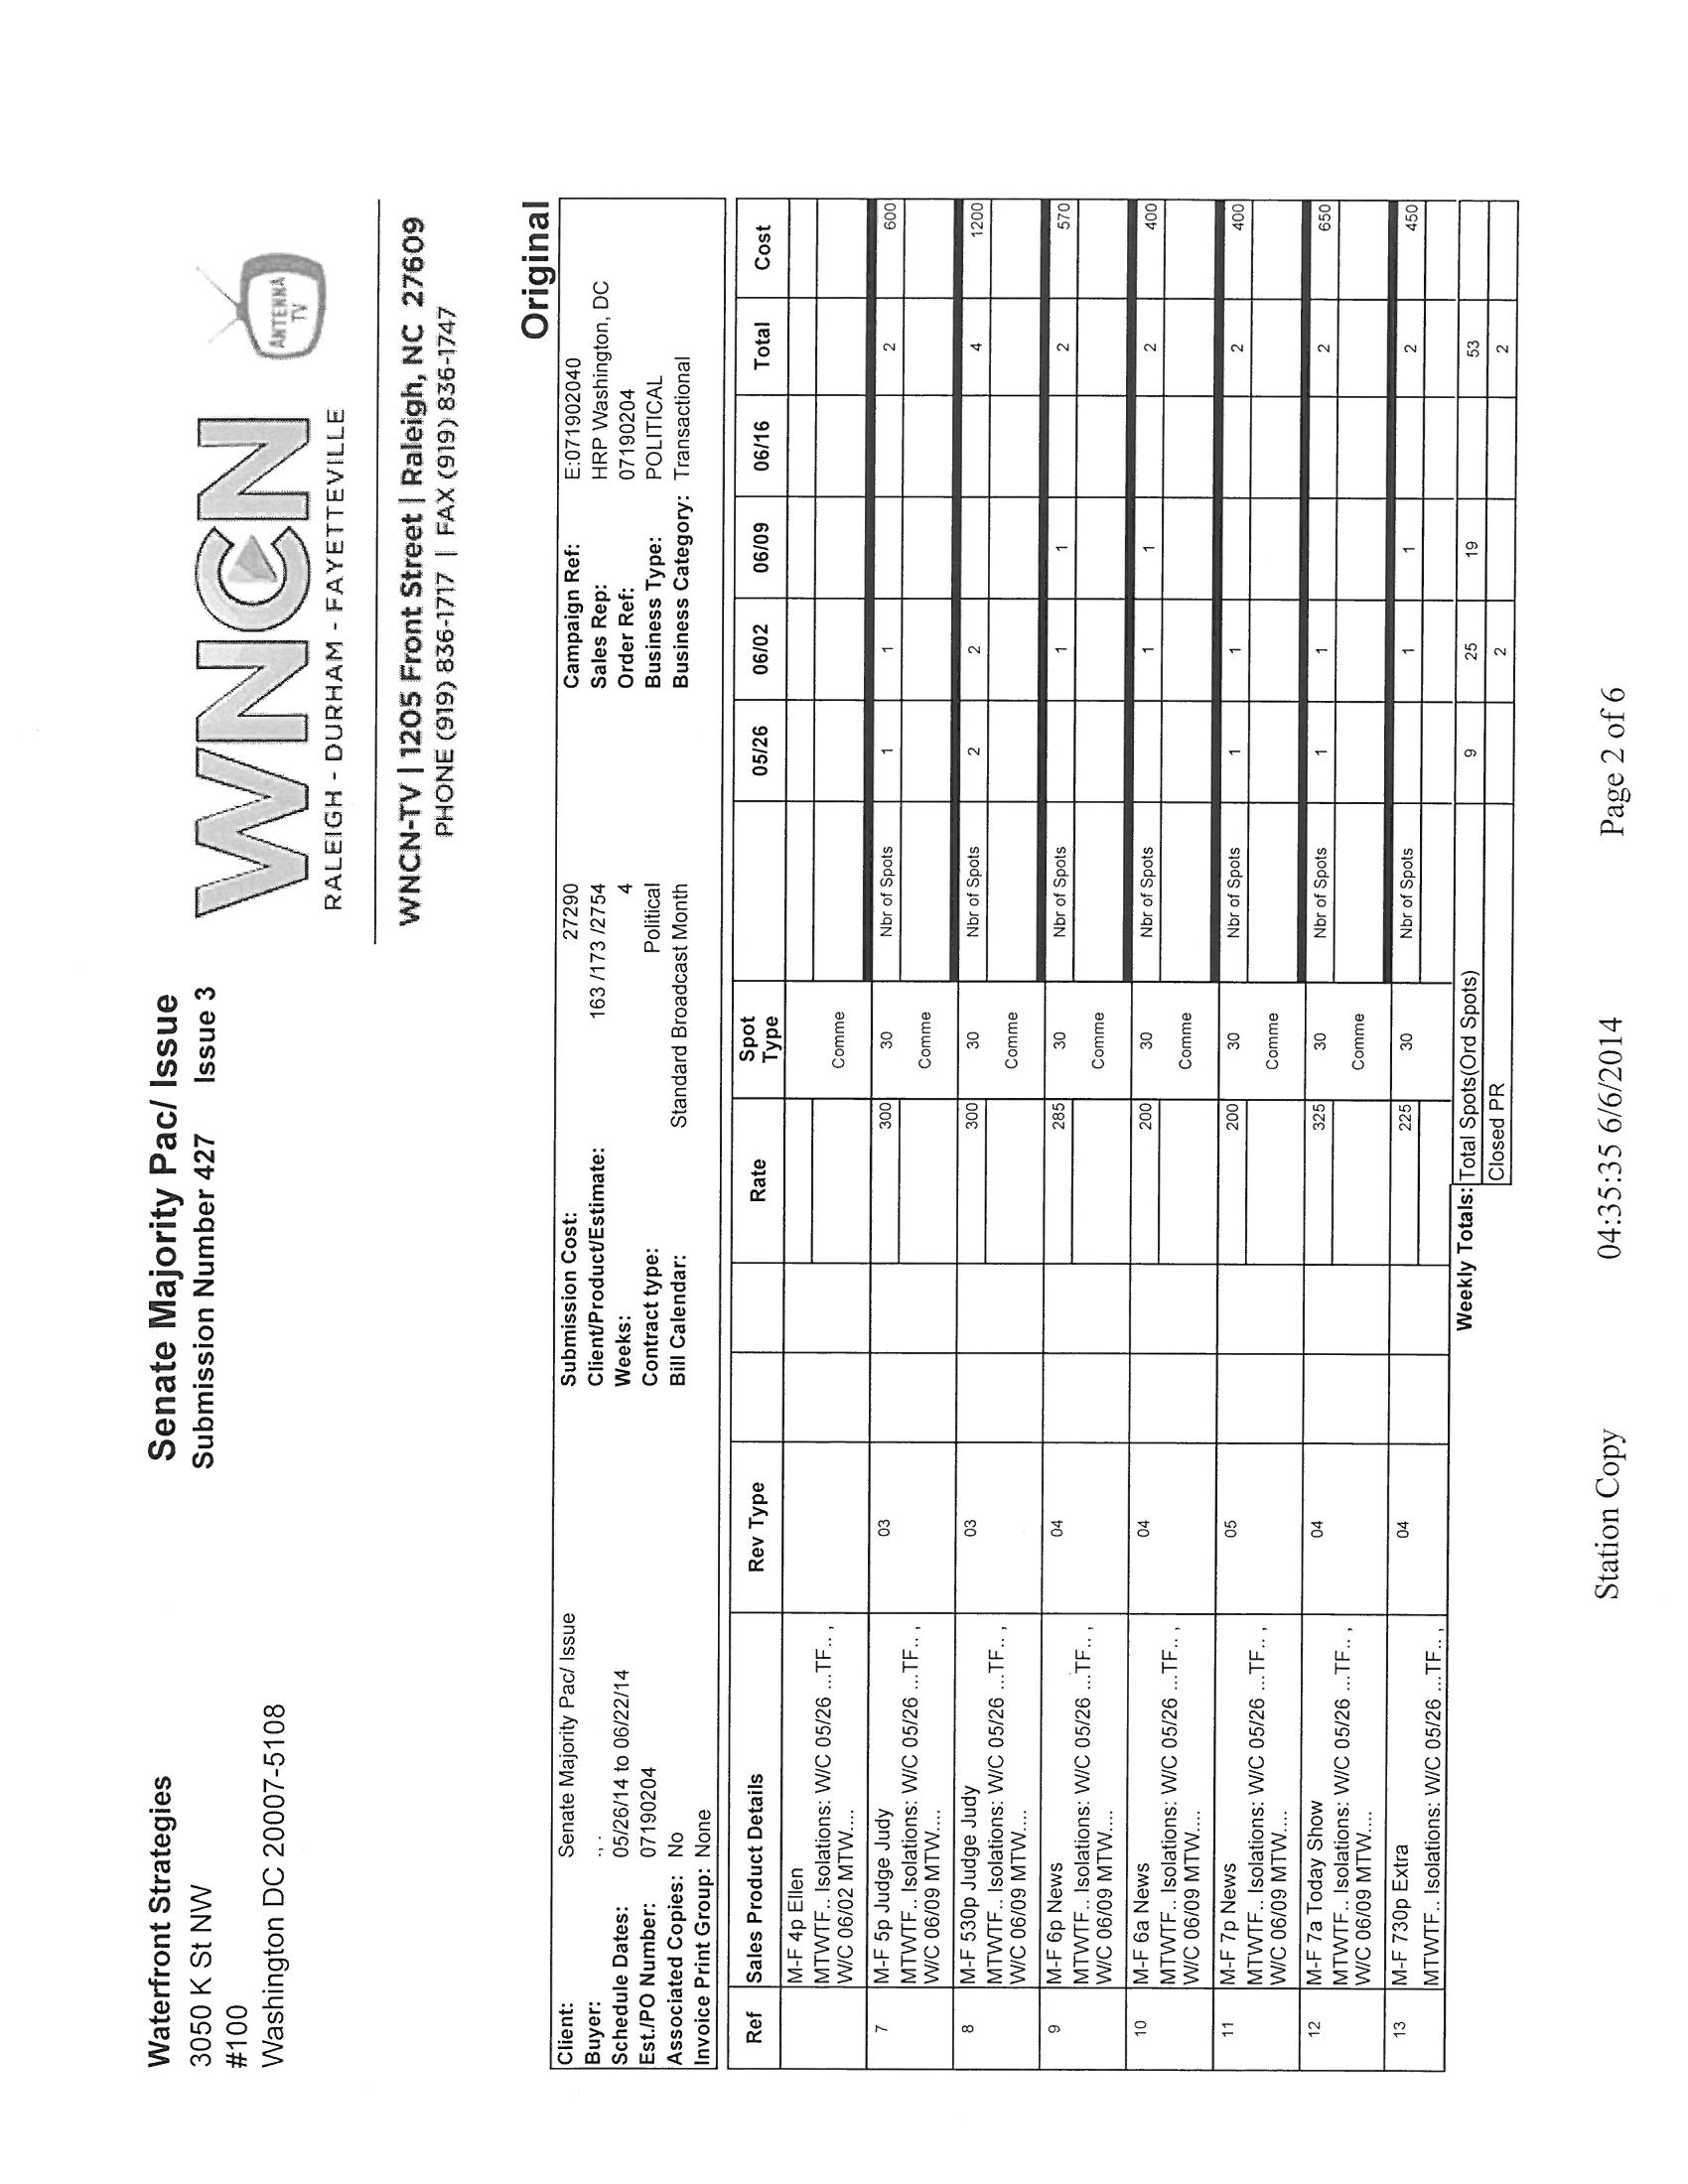 Waterfront Strategies
3050 K St NW
#100
Washington DC 20007-5108
Senate Majority Pac/ Issue
Submission Number 427 Issue 3
WNCN
ANTENNA
TV
RALEIGH - DURHAM - FAYETTEVILLE
WNCN-TV | 1205 Front Street | Raleigh, NC 27609
PHONE (919) 836-1717 | FAX (919) 836-1747
Original
Client: Senate Majority Pac/ Issue Submission Cost: 27290 Campaign Ref: E:071902040
Buyer: , . Client/Product/Estimate: 163 /173 /2754 Sales Rep: HRP Washington, DC
Schedule Dates: 05/26/14 to 06/22/14 Weeks: 4 Order Ref: 07190204
Est./PO Number: 07190204 Contract type: Political Business Type: POLITICAL
Associated Copies: No Bill Calendar: Standard Broadcast Month Business Category: Transactional
Invoice Print Group: None
Ref Sales Product Details Rev Type Rate Spot Type 05/26 06/02 06/09 06/16 Total Cost
M-F 4p Ellen
MTWTF.. Isolations: W/C 05/26 ...TF.. , Comme
W/C 06/02 MTW....
7 M-F 5p Judge Judy 03 300 30 Nbr of Spots 1 1 2 600
MTWTF.. Isolations: W/C 05/26 ...TF.. , Comme
W/C 06/09 MTW....
8 M-F 530p Judge Judy 03 300 30 Nbr of Spots 2 2 4 1200
MTWTF.. Isolations: W/C 05/26 ...TF.. , Comme
W/C 06/09 MTW....
9 M-F 6p News 04 285 30 Nbr of Spots 1 1 2 570
MTWTF.. Isolations: W/C 05/26 ...TF.. , Comme
W/C 06/09 MTW....
10 M-F 6a News 04 200 30 Nbr of Spots 1 1 2 400
MTWTF.. Isolations: W/C 05/26 ...TF.. , Comme
W/C 06/09 MTW....
11 M-F 7p News 05 200 30 Nbr of Spots 1 1 2 400
MTWTF.. Isolations: W/C 05/26 ...TF.. , Comme
W/C 06/09 MTW....
12 M-F 7a Today Show 04 325 30 Nbr of Spots 1 1 2 650
MTWTF.. Isolations: W/C 05/26 ...TF.. , Comme
W/C 06/09 MTW....
13 M-F 730p Extra 04 225 30 Nbr of Spots 1 1 2 450
MTWTF.. Isolations: W/C 05/26 ...TF.. ,
Weekly Totals: Total Spots(Ord Spots) 9 25 19 53
Closed PR 2 2
Station Copy 04:35:35 6/6/2014 Page 2 of 6